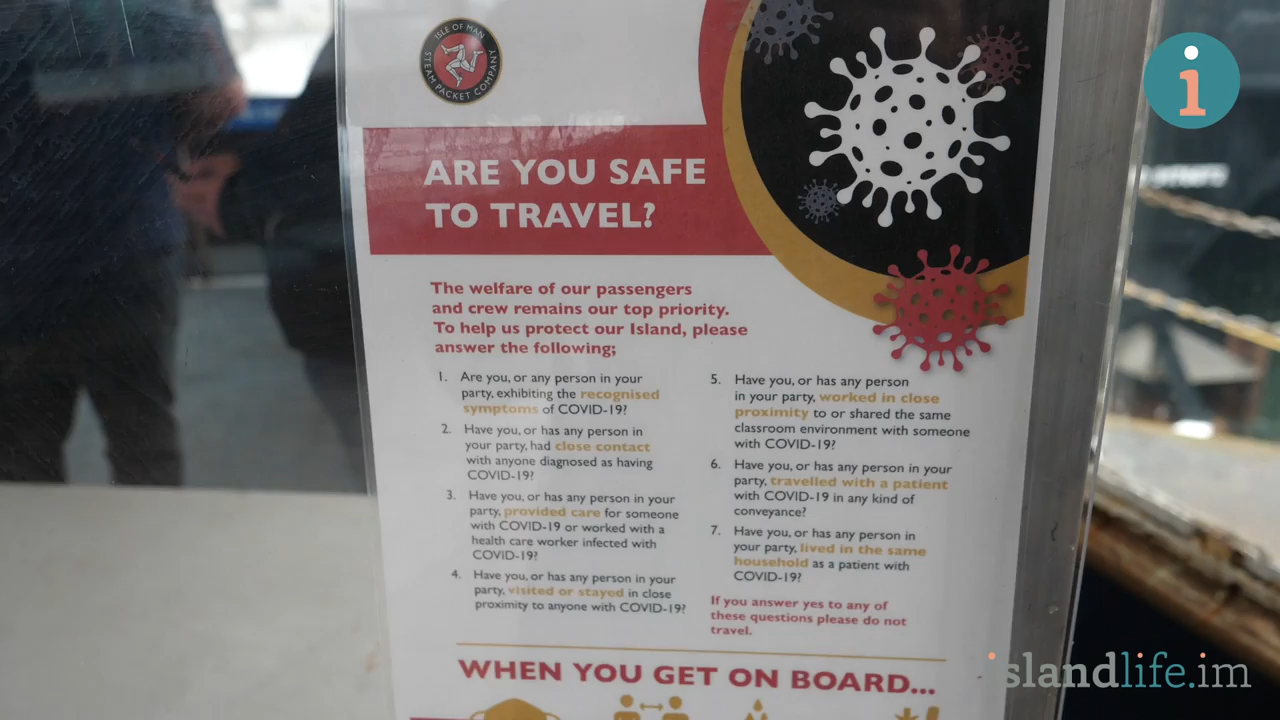 ISLE OF MAN
STEAM PACKET COMPANY
i
ARE YOU SAFE
TO TRAVEL?
The welfare of our passengers
and crew remains our top priority.
To help us protect our Island, please
answer the following;
1. Are you, or any person in your
party, exhibiting the recognised
symptoms of COVID-19?
2. Have you, or has any person in
your party, had close contact
with anyone diagnosed as having
COVID-19?
3. Have you, or has any person in your
party, provided care for someone
with COVID-19 or worked with a
health care worker infected with
COVID-19?
4. Have you, or has any person in your
party, visited or stayed in close
proximity to anyone with COVID-19?
5. Have you, or has any person
in your party, worked in close
proximity to or shared the same
classroom environment with someone
with COVID-19?
6. Have you, or has any person in your
party, travelled with a patient
with COVID-19 in any kind of
conveyance?
7. Have you, or has any person in
your party, lived in the same
household as a patient with
COVID-19?
If you answer yes to any of
these questions please do not
travel.
WHEN YOU GET ON BOARD...
islandlife.im